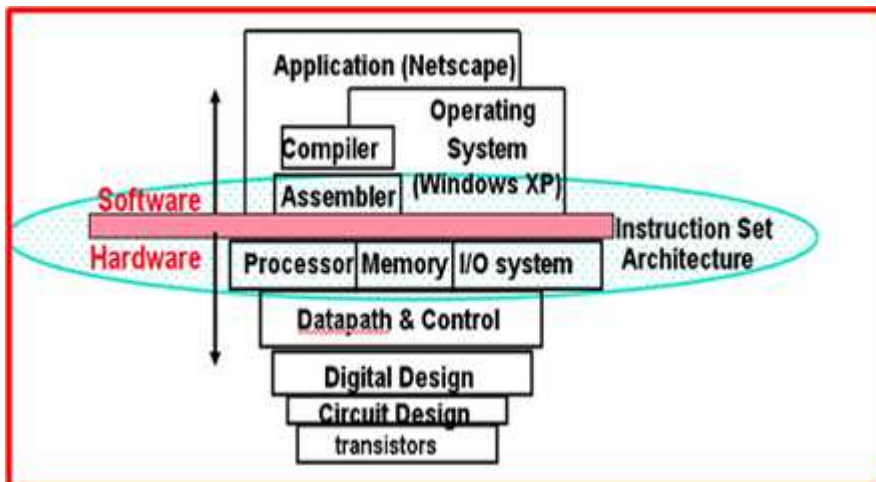 Application (Netscape)
Operating
System
(Windows XP)
Compiler
Assembler
Software
Hardware
Instruction Set
Architecture
Processor
Memory
I/O system
Datapath & Control
Digital Design
Circuit Design
transistors